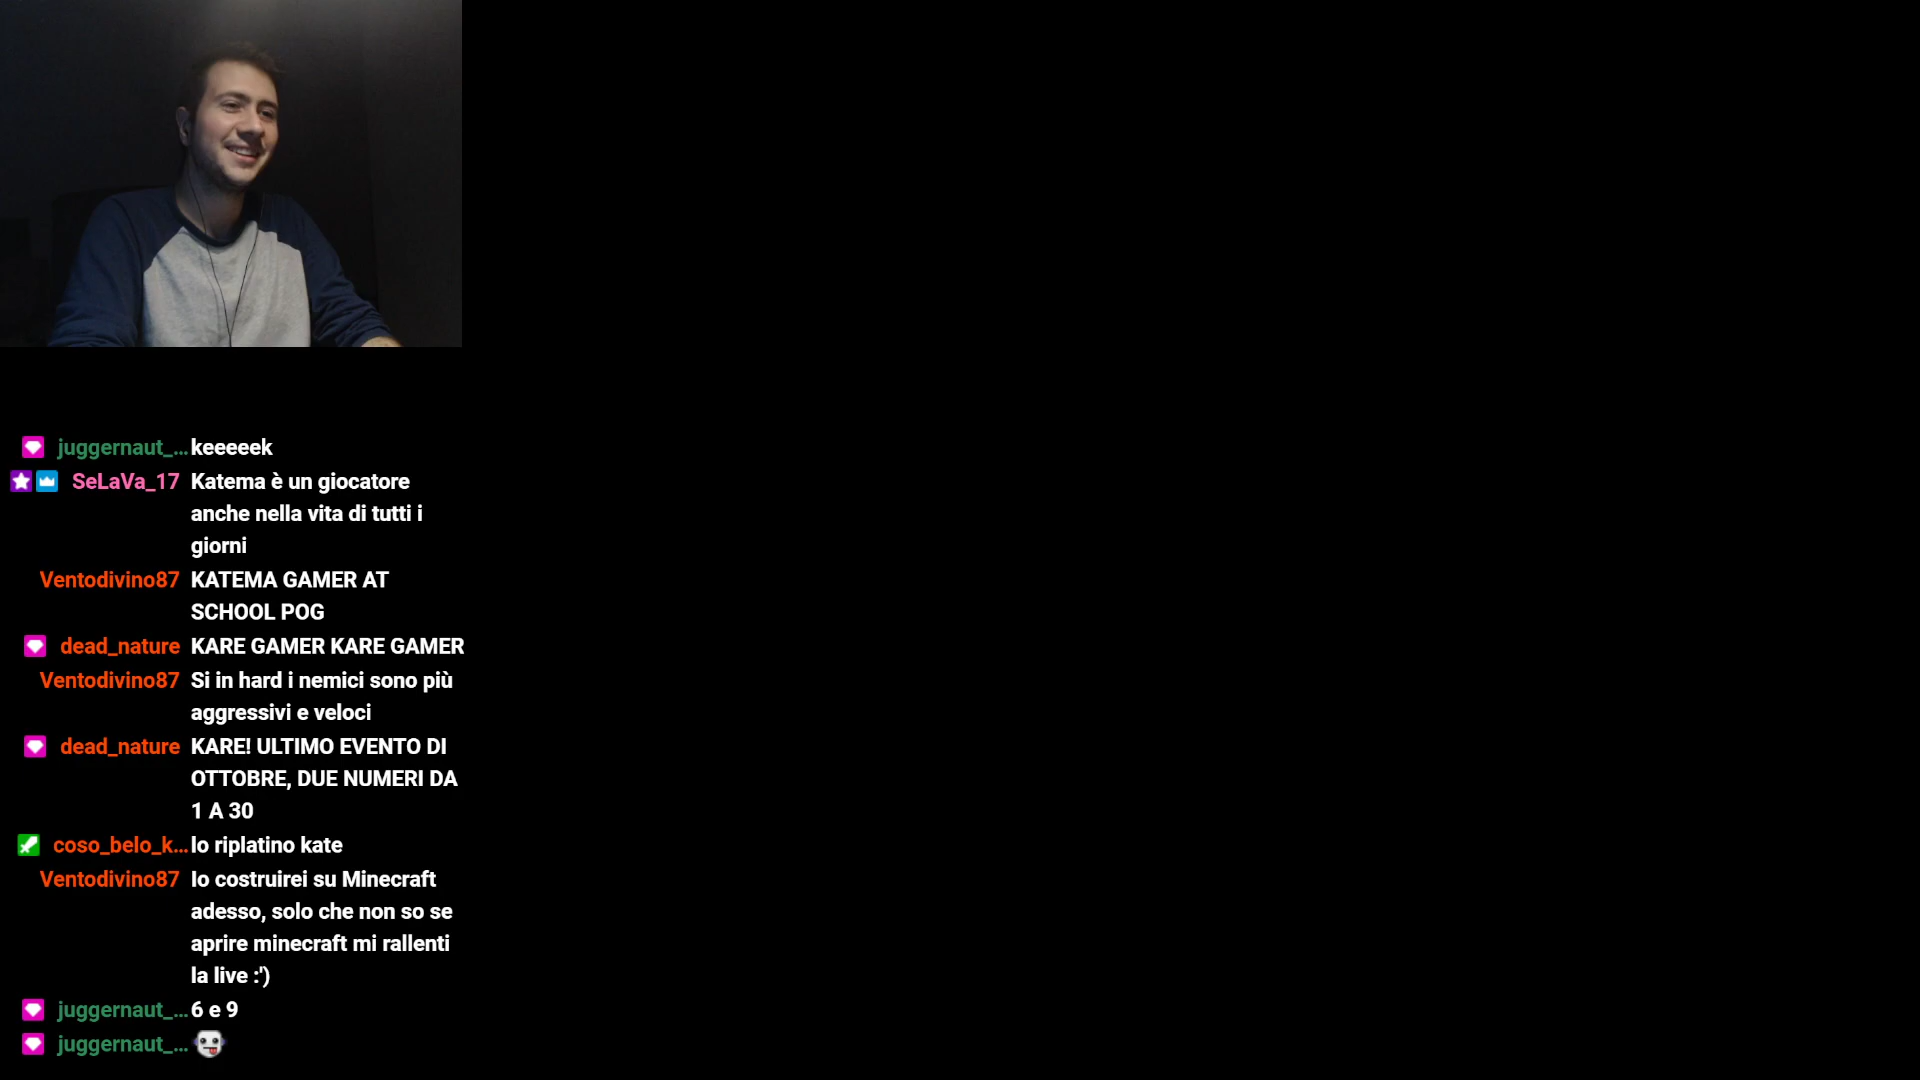 juggernaut_... keeeeek
SeLaVa_17 Katema è un giocatore
anche nella vita di tutti i
giorni
Ventodivino87 KATEMA GAMER AT
SCHOOL POG
dead_nature KARE GAMER KARE GAMER
Ventodivino87 Si in hard i nemici sono più
aggressivi e veloci
dead_nature KARE! ULTIMO EVENTO DI
OTTOBRE, DUE NUMERI DA
1 A 30
coso_belo_k... lo riplatino kate
Ventodivino87 Io costruirei su Minecraft
adesso, solo che non so se
aprire minecraft mi rallenti
la live :')
juggernaut_... 6 e 9
juggernaut_...